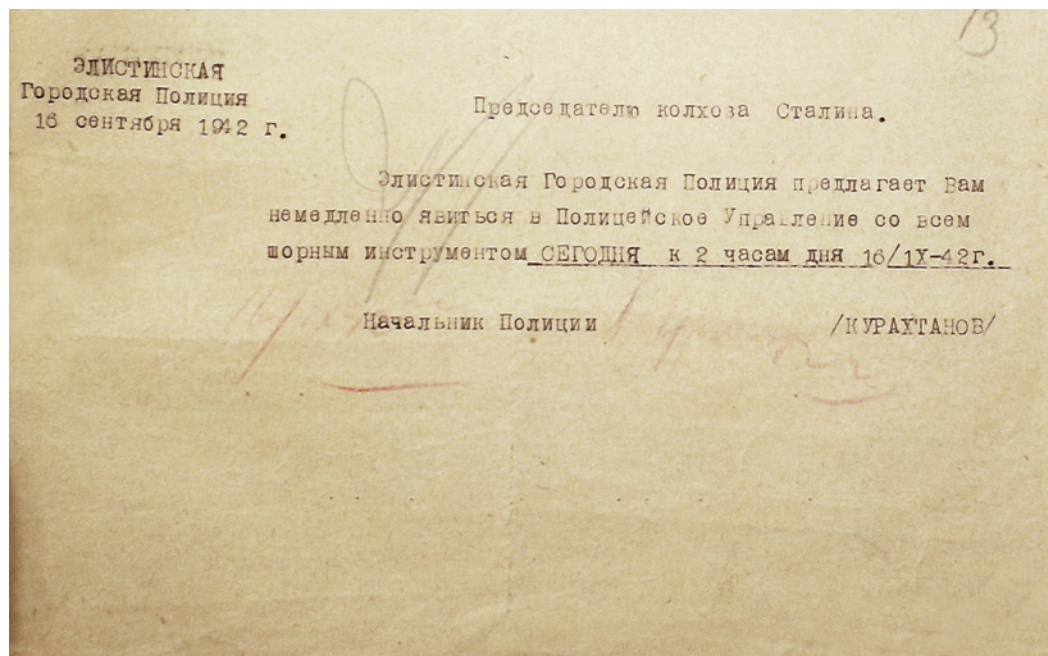 13
ЭЛИСТИНСКАЯ
Городская Полиция
16 сентября 1942 г.
Председателю колхоза Сталина.
Элистинская Городская Полиция предлагает Вам
немедленно явиться в Полицейское Управление со всем
шорным инструментом СЕГОДНЯ к 2 часам дня 16/1X-42г.
Начальник Полиции /КУРАХТАНОВ/